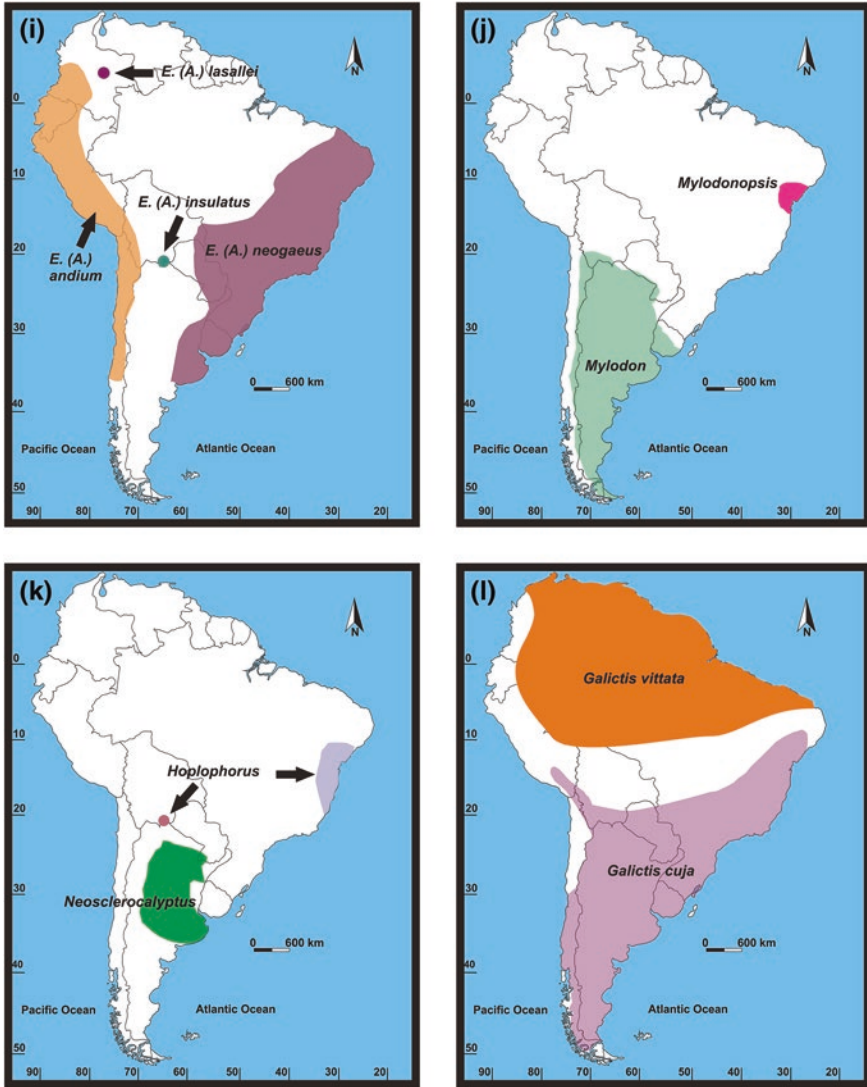 (i)
E. (A.) lasallei
0
10
E. (A.) insulatus
E. (A.) neogaeus
20
E. (A.)
andium
30
0 600 km
40
Pacific Ocean Atlantic Ocean
50
90 80 70 60 50 40 30
N
(j)
N
0
10
Mylodonopsis
20
30
Mylodon
0 600 km
40
Pacific Ocean Atlantic Ocean
50
90 80 70 60 50 40 30
(k)
N
0
10
Hoplophorus
20
30
Neosclerocalyptus
0 600 km
40
Pacific Ocean Atlantic Ocean
50
90 80 70 60 50 40 30
(l)
N
0
Galictis vittata
10
20
Galictis cuja
30
0 600 km
40
Pacific Ocean Atlantic Ocean
50
90 80 70 60 50 40 30